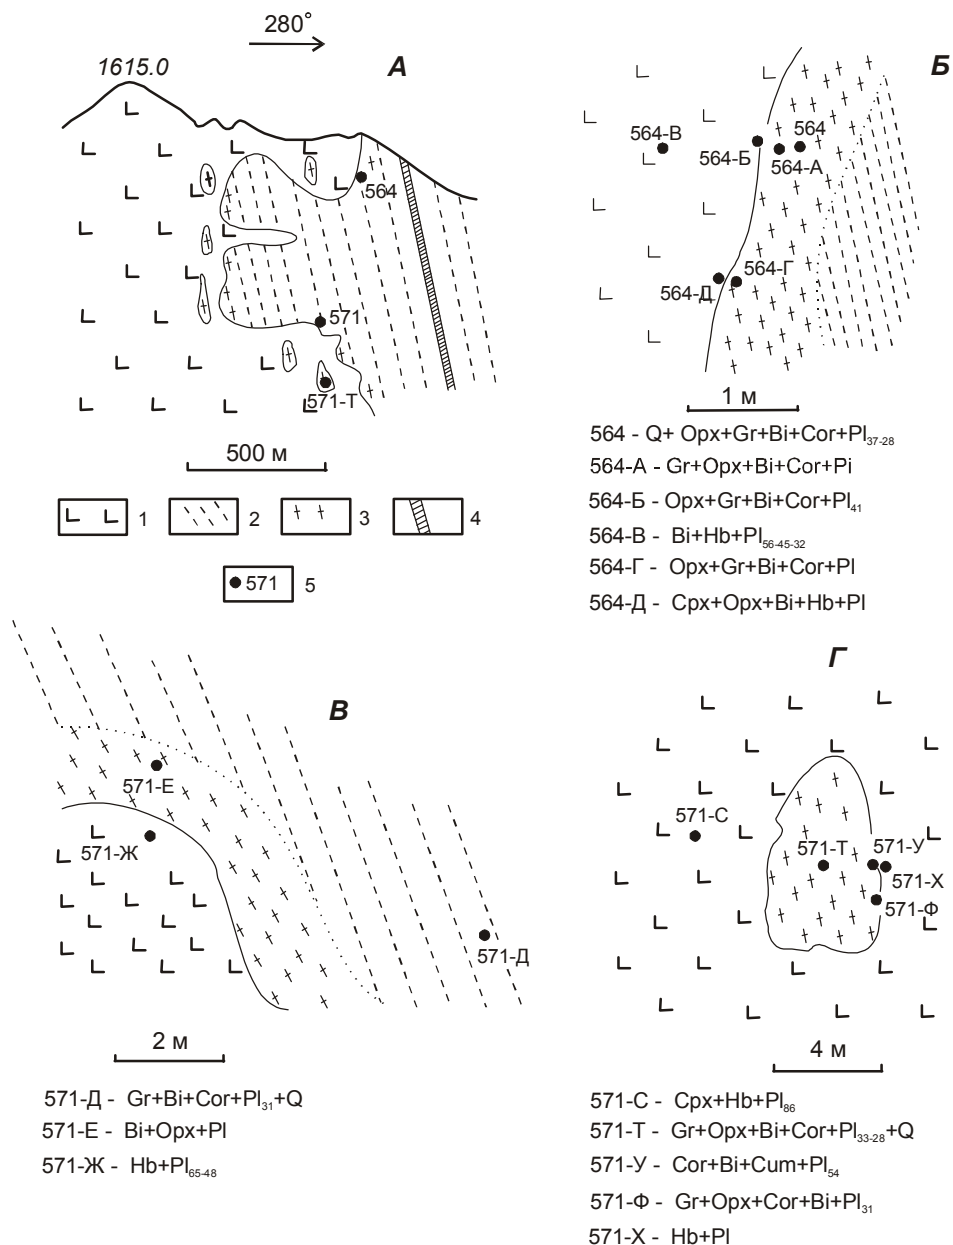 280°
1615.0
А
564
571
571-Т
500 м
1
2
3
4
571
5
Б
564-В
564-Б
564
564-А
564-Г
564-Д
1 м
564 - Q+ Opx+Gr+Bi+Cor+Pl37-28
564-А - Gr+Opx+Bi+Cor+Pi
564-Б - Opx+Gr+Bi+Cor+Pl41
564-В - Bi+Hb+Pl56-45-32
564-Г - Opx+Gr+Bi+Cor+Pl
564-Д - Cpx+Opx+Bi+Hb+Pl
В
571-Е
571-Ж
571-Д
2 м
571-Д - Gr+Bi+Cor+Pl31+Q
571-Е - Bi+Opx+Pl
571-Ж - Hb+Pl65-48
Г
571-С
571-Т
571-У
571-Х
571-Ф
4 м
571-С - Cpx+Hb+Pl86
571-Т - Gr+Opx+Bi+Cor+Pl33-28+Q
571-У - Cor+Bi+Cum+Pl54
571-Ф - Gr+Opx+Cor+Bi+Pl31
571-Х - Hb+Pl